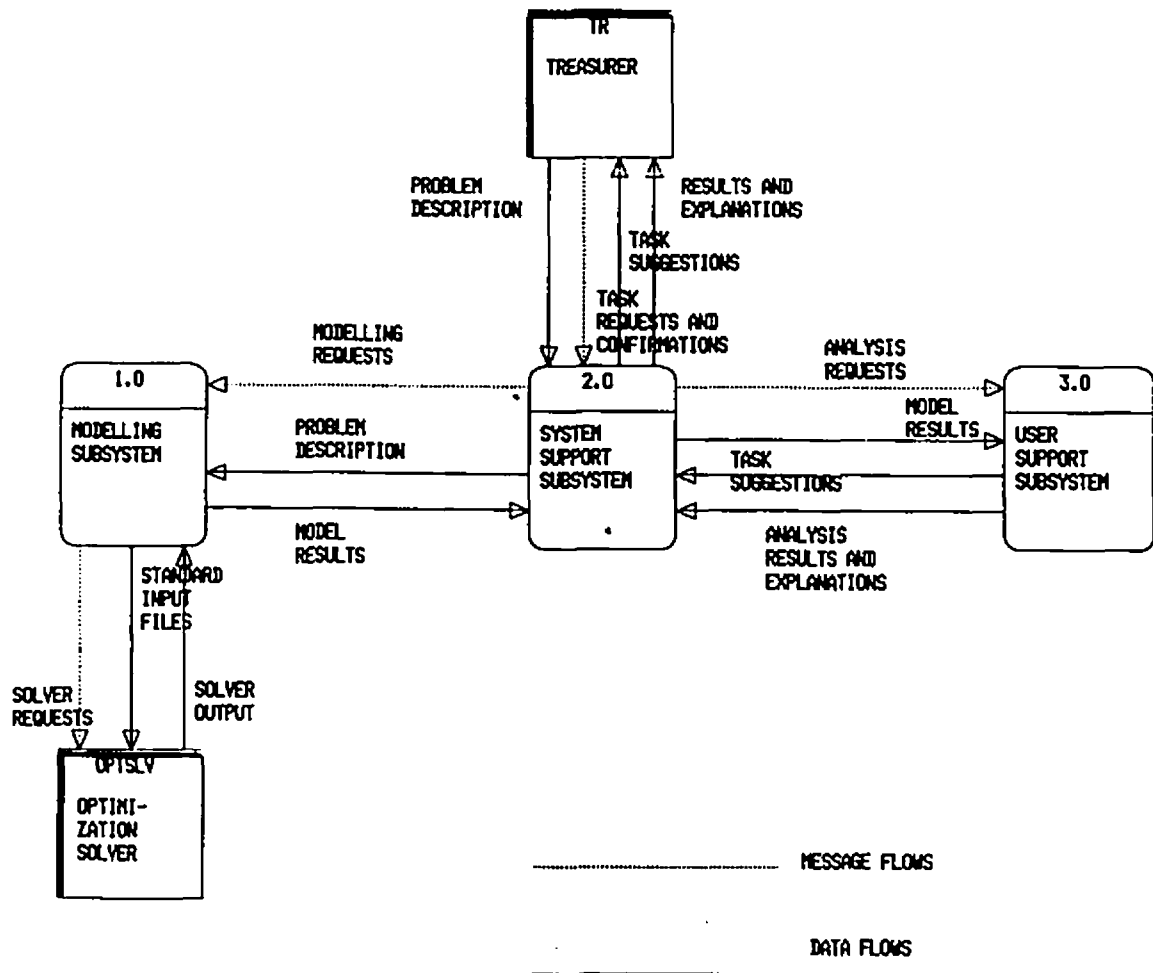 TR
TREASURER
PROBLEM
DESCRIPTION
RESULTS AND
EXPLANATIONS
TASK
SUGGESTIONS
TASK
REQUESTS AND
CONFIRMATIONS
MODELLING
REQUESTS
ANALYSIS
REQUESTS
1.0
MODELLING
SUBSYSTEM
2.0
SYSTEM
SUPPORT
SUBSYSTEM
3.0
USER
SUPPORT
SUBSYSTEM
PROBLEM
DESCRIPTION
MODEL
RESULTS
TASK
SUGGESTIORS
MODEL
RESULTS
ANALYSIS
RESULTS AND
EXPLANATIONS
STANDARD
INPUT
FILES
SOLVER
REQUESTS
SOLVER
OUTPUT
OPTSLV
OPTIMI-
ZATION
SOLVER
MESSAGE FLOWS
DATA FLOWS